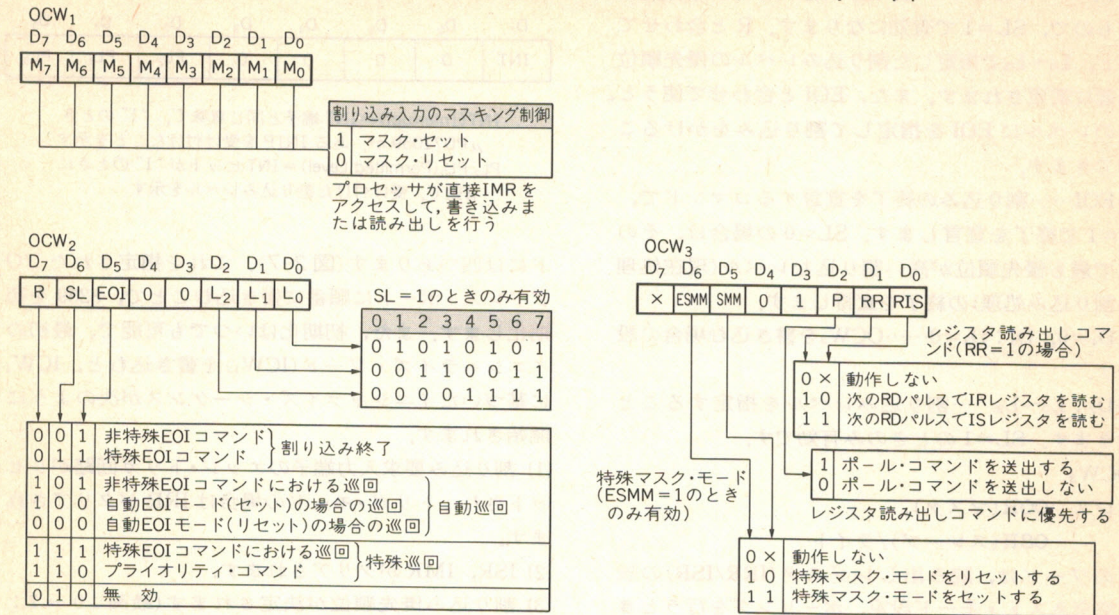 OCW₁
D₇ D₆ D₅ D₄ D₃ D₂ D₁ D₀
M₇ M₆ M₅ M₄ M₃ M₂ M₁ M₀
割り込み入力のマスキング制御
1 マスク・セット
0 マスク・リセット
プロセッサが直接IMRを
アクセスして,書き込みま
たは読み出しを行う
OCW₂
D₇ D₆ D₅ D₄ D₃ D₂ D₁ D₀
R SL EOI 0 0 L₂ L₁ L₀
SL=1のときのみ有効
0 1 2 3 4 5 6 7
0 1 0 1 0 1 0 1
0 0 1 1 0 0 1 1
0 0 0 0 1 1 1 1
0 0 1 非特殊EOIコマンド
0 1 1 特殊EOIコマンド
割り込み終了
1 0 1 非特殊EOIコマンドにおける巡回
1 0 0 自動EOIモード(セット)の場合の巡回
0 0 0 自動EOIモード(リセット)の場合の巡回
自動巡回
1 1 1 特殊EOIコマンドにおける巡回
1 1 0 プライオリティ・コマンド
特殊巡回
0 1 0 無 効
OCW₃
D₇ D₆ D₅ D₄ D₃ D₂ D₁ D₀
× ESMM SMM 0 1 P RR RIS
レジスタ読み出しコマ
ンド(RR=1の場合)
0 × 動作しない
1 0 次のRDパルスでIRレジスタを読む
1 1 次のRDパルスでISレジスタを読む
1 ポール・コマンドを送出する
0 ポール・コマンドを送出しない
レジスタ読み出しコマンドに優先する
特殊マスク・モード
(ESMM=1のとき
のみ有効)
0 × 動作しない
1 0 特殊マスク・モードをリセットする
1 1 特殊マスク・モードをセットする